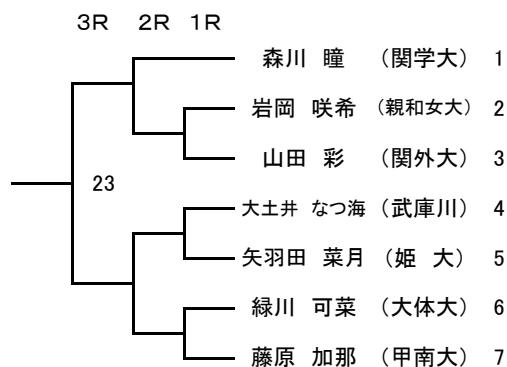 3R 2R 1R
森川 瞳 (関学大) 1
岩岡 咲希 (親和女大) 2
山田 彩 (関外大) 3
23
大土井 なつ海 (武庫川) 4
矢羽田 菜月 (姫 大) 5
緑川 可菜 (大体大) 6
藤原 加那 (甲南大) 7